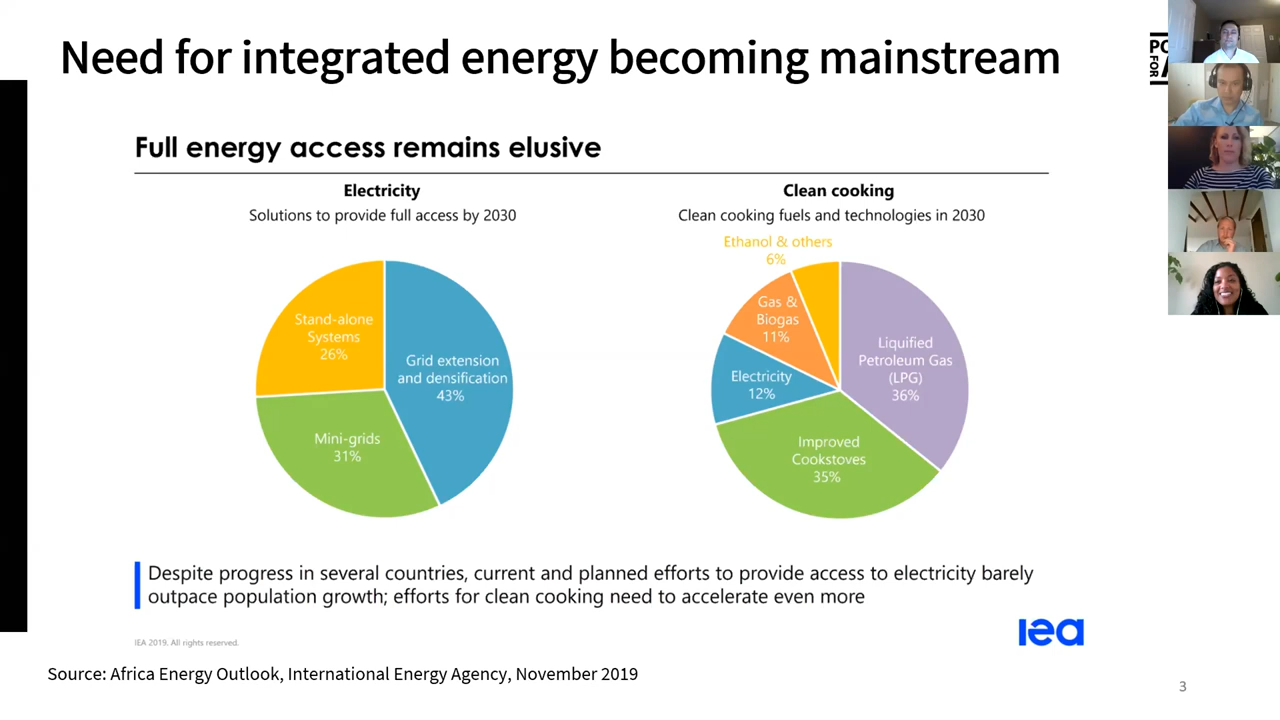 Need for integrated energy becoming mainstream
FOR
Full energy access remains elusive
Electricity
Solutions to provide full access by 2030
Stand-alone
Systems
26%
Grid extension
and densification
43%
Mini-grids
31%
Clean cooking
Clean cooking fuels and technologies in 2030
Ethanol & others
6%
Gas &
Biogas
11%
Liquified
Petroleum Gas
(LPG)
36%
Electricity
12%
Improved
Cookstoves
35%
Despite progress in several countries, current and planned efforts to provide access to electricity barely
outpace population growth; efforts for clean cooking need to accelerate even more
iea
IEA 2019. All rights reserved.
Source: Africa Energy Outlook, International Energy Agency, November 2019
3